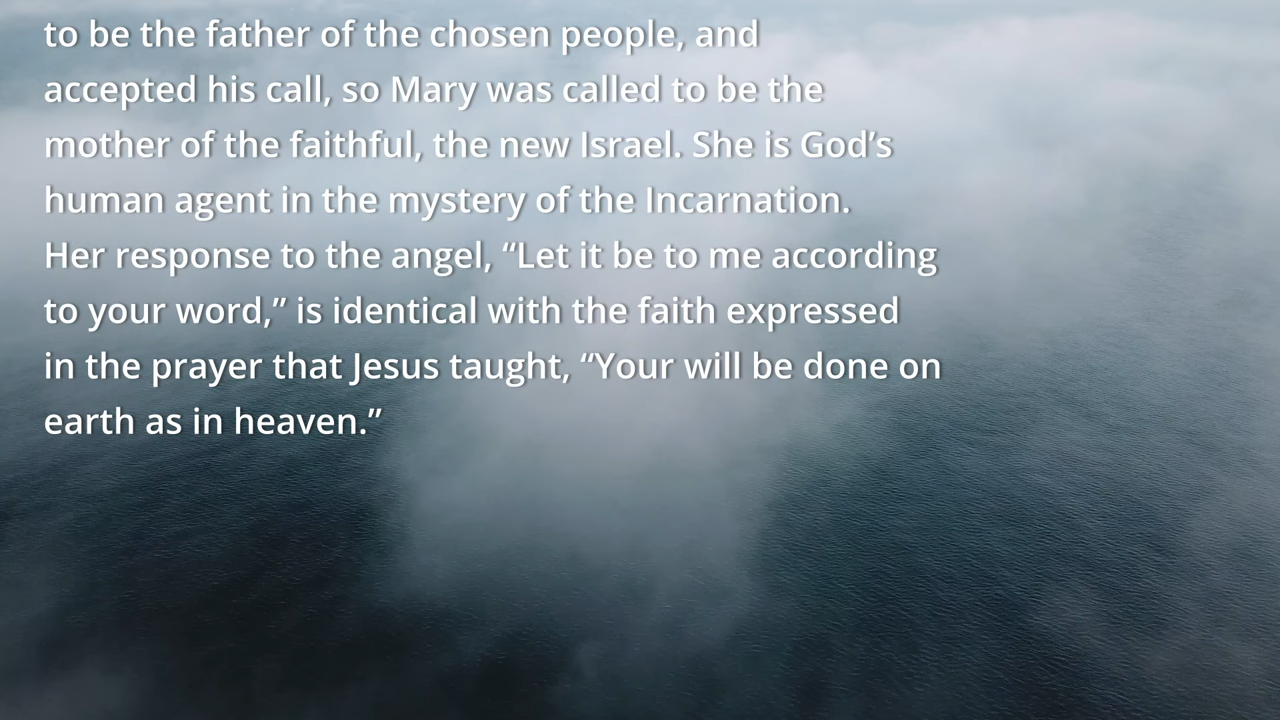 to be the father of the chosen people, and
accepted his call, so Mary was called to be the
mother of the faithful, the new Israel. She is God’s
human agent in the mystery of the Incarnation.
Her response to the angel, “Let it be to me according
to your word,” is identical with the faith expressed
in the prayer that Jesus taught, “Your will be done on
earth as in heaven.”